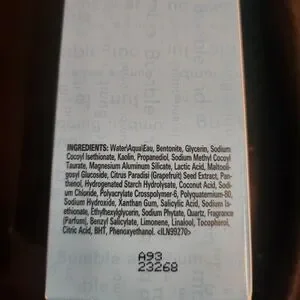 INGREDIENTS: Water\Aqua\Eau, Bentonite, Glycerin, Sodium
Cocoyl Isethionate, Kaolin, Propanediol, Sodium Methyl Cocoyl
Taurate, Magnesium Aluminum Silicate, Lactic Acid, Maltooli-
gosyl Glucoside, Citrus Paradisi (Grapefruit) Seed Extract, Pan-
thenol, Hydrogenated Starch Hydrolysate, Coconut Acid, Sodi-
um Chloride, Polyacrylate Crosspolymer-6, Polyquaternium-80,
Sodium Hydroxide, Xanthan Gum, Salicylic Acid, Sodium Is-
ethionate, Ethylhexylglycerin, Sodium Phytate, Quartz, Fragrance
(Parfum), Benzyl Salicylate, Limonene, Linalool, Tocopherol,
Citric Acid, BHT, Phenoxyethanol. <ILN99270>
A93
23268